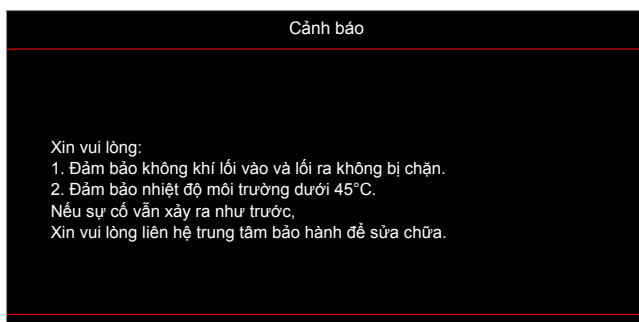 Cảnh báo
Xin vui lòng:
1. Đảm bảo không khí lối vào và lối ra không bị chặn.
2. Đảm bảo nhiệt độ môi trường dưới 45°C.
Nếu sự cố vẫn xảy ra như trước,
Xin vui lòng liên hệ trung tâm bảo hành để sửa chữa.